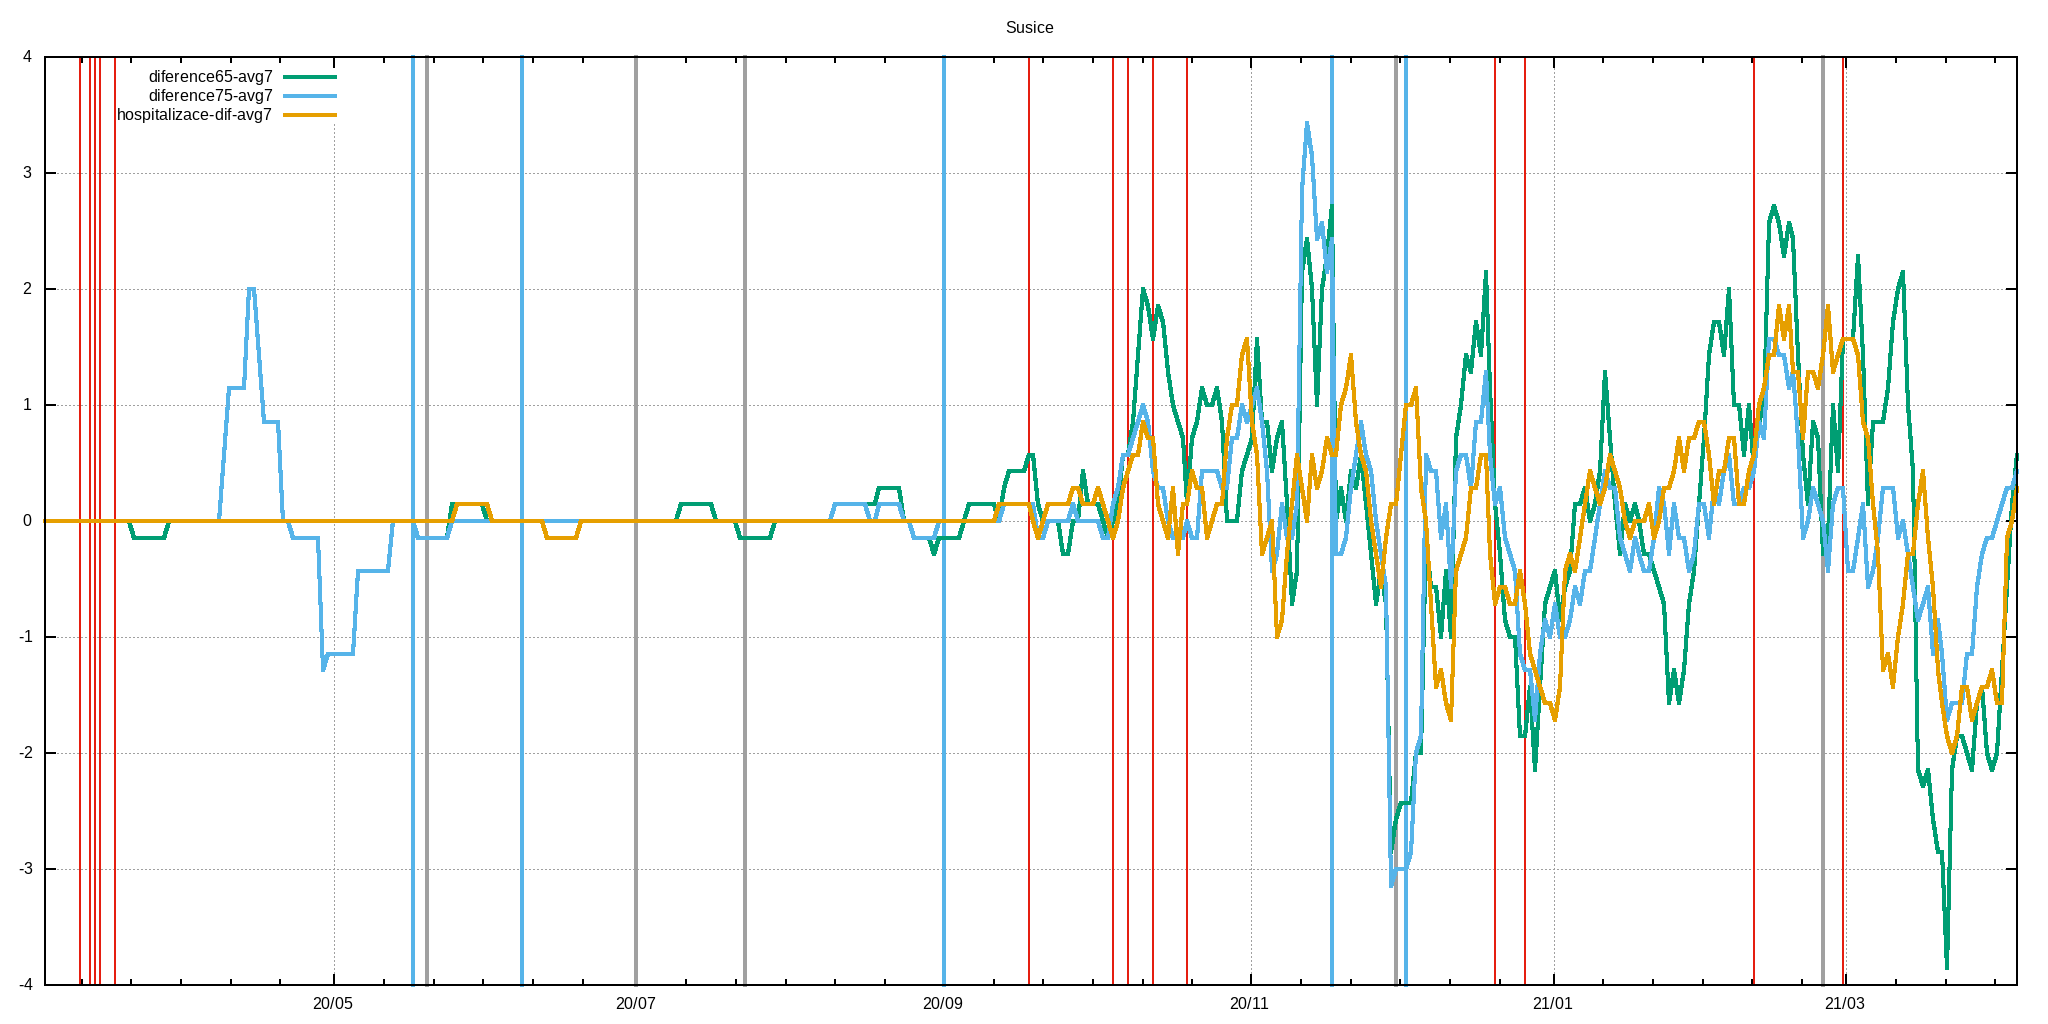 Susice
diference65-avg7
diference75-avg7
hospitalizace-dif-avg7
4
3
2
1
0
-1
-2
-3
-4
20/05 20/07 20/09 20/11 21/01 21/03